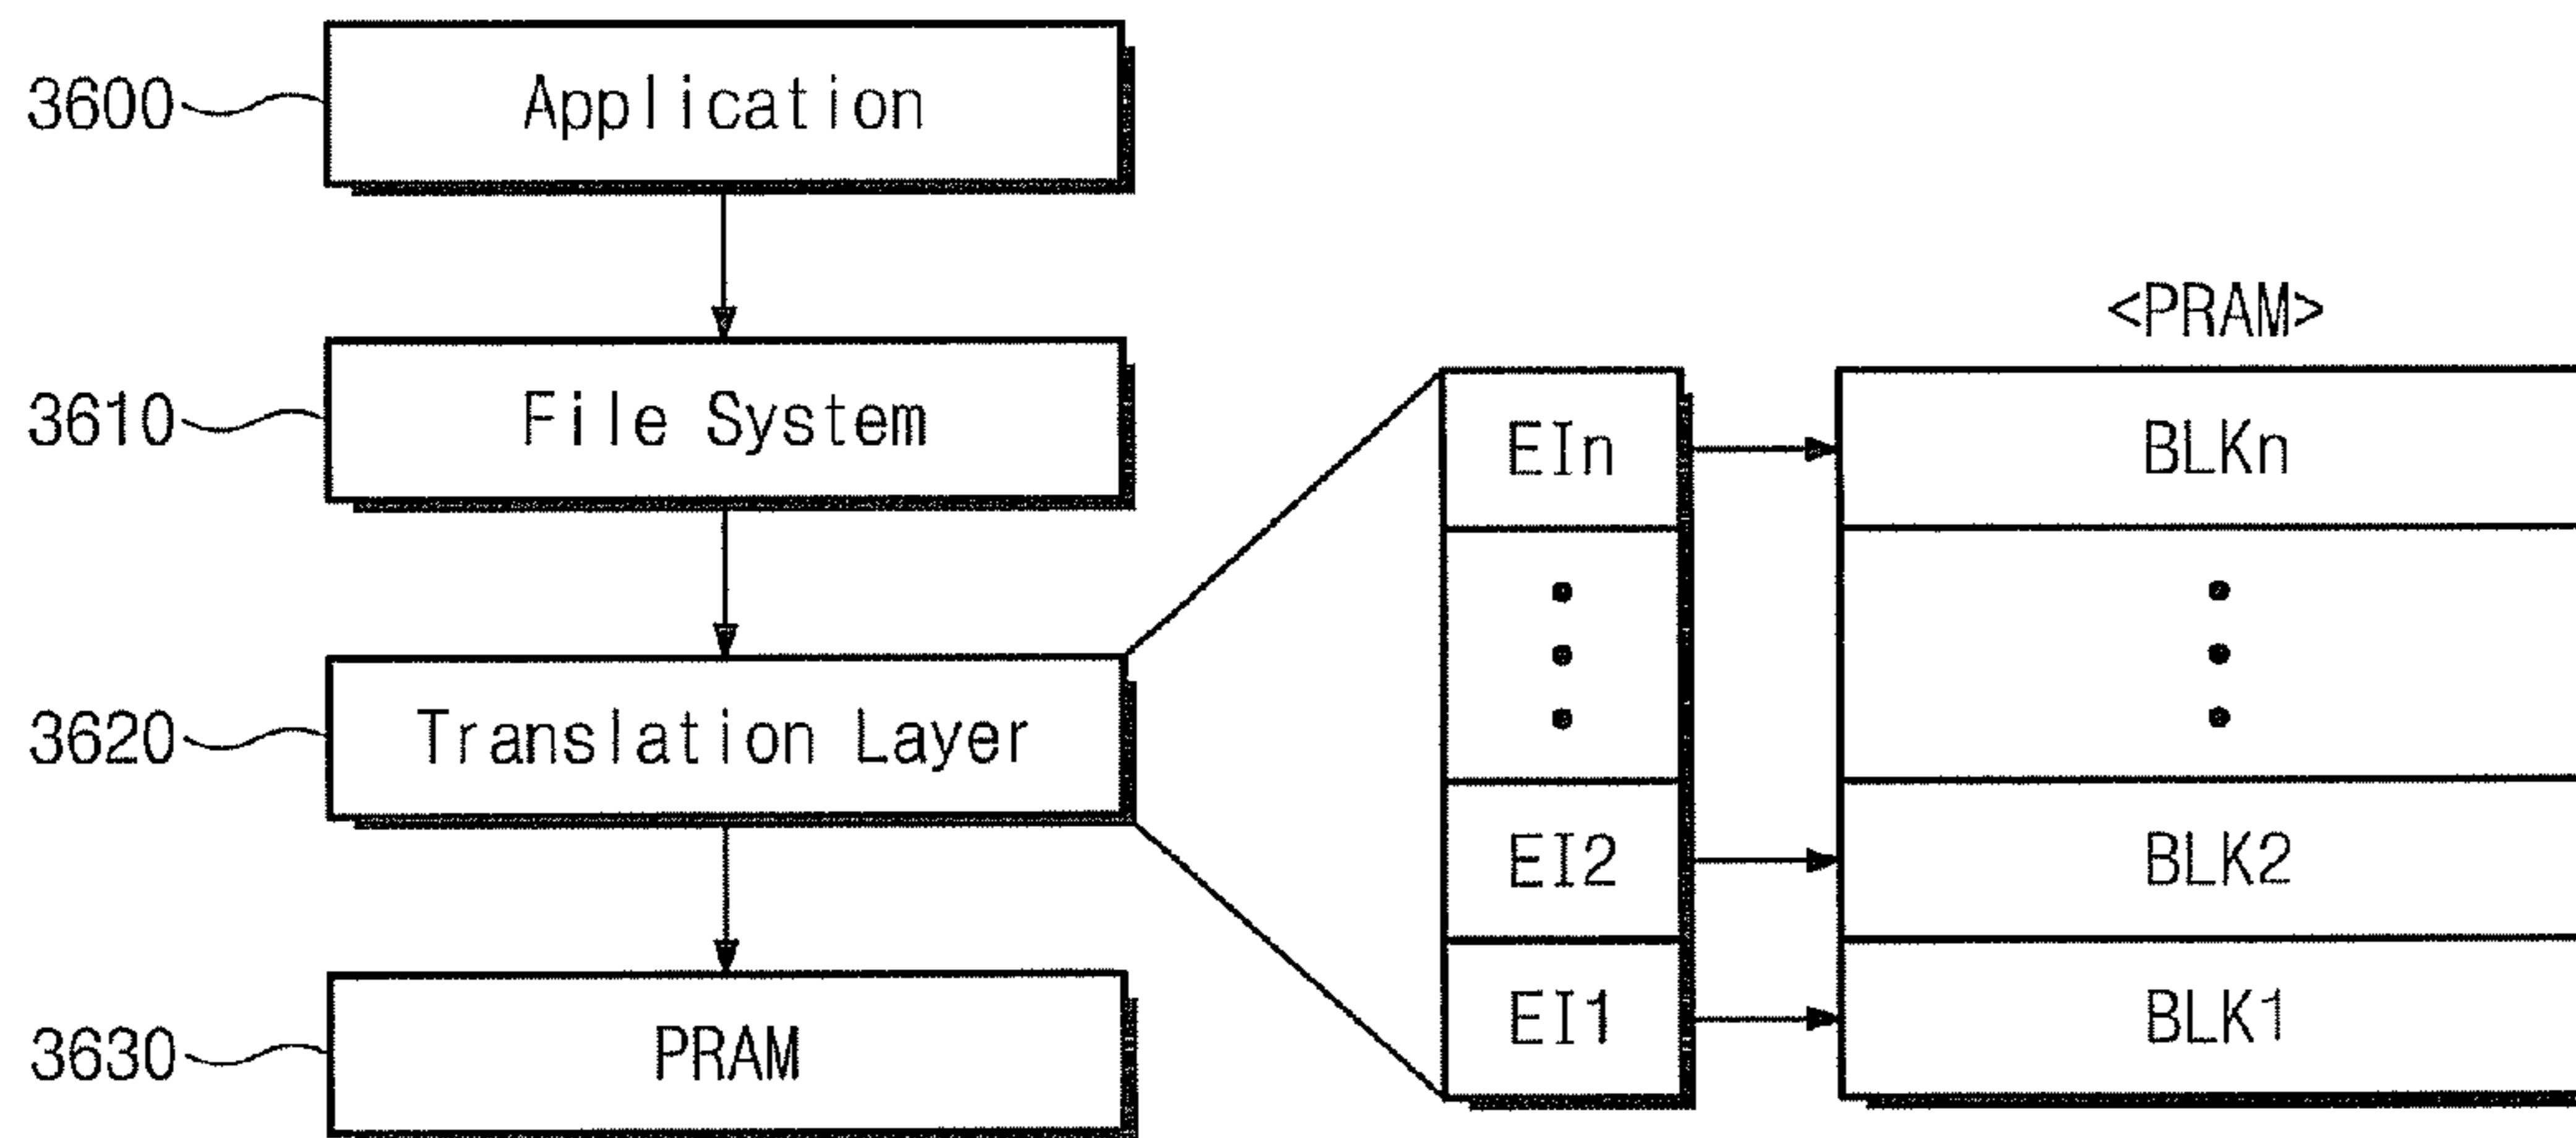 3600
Application
3610
File System
3620
Translation Layer
3630
PRAM
<PRAM>
EIn
BLKn
EI2
BLK2
EI1
BLK1